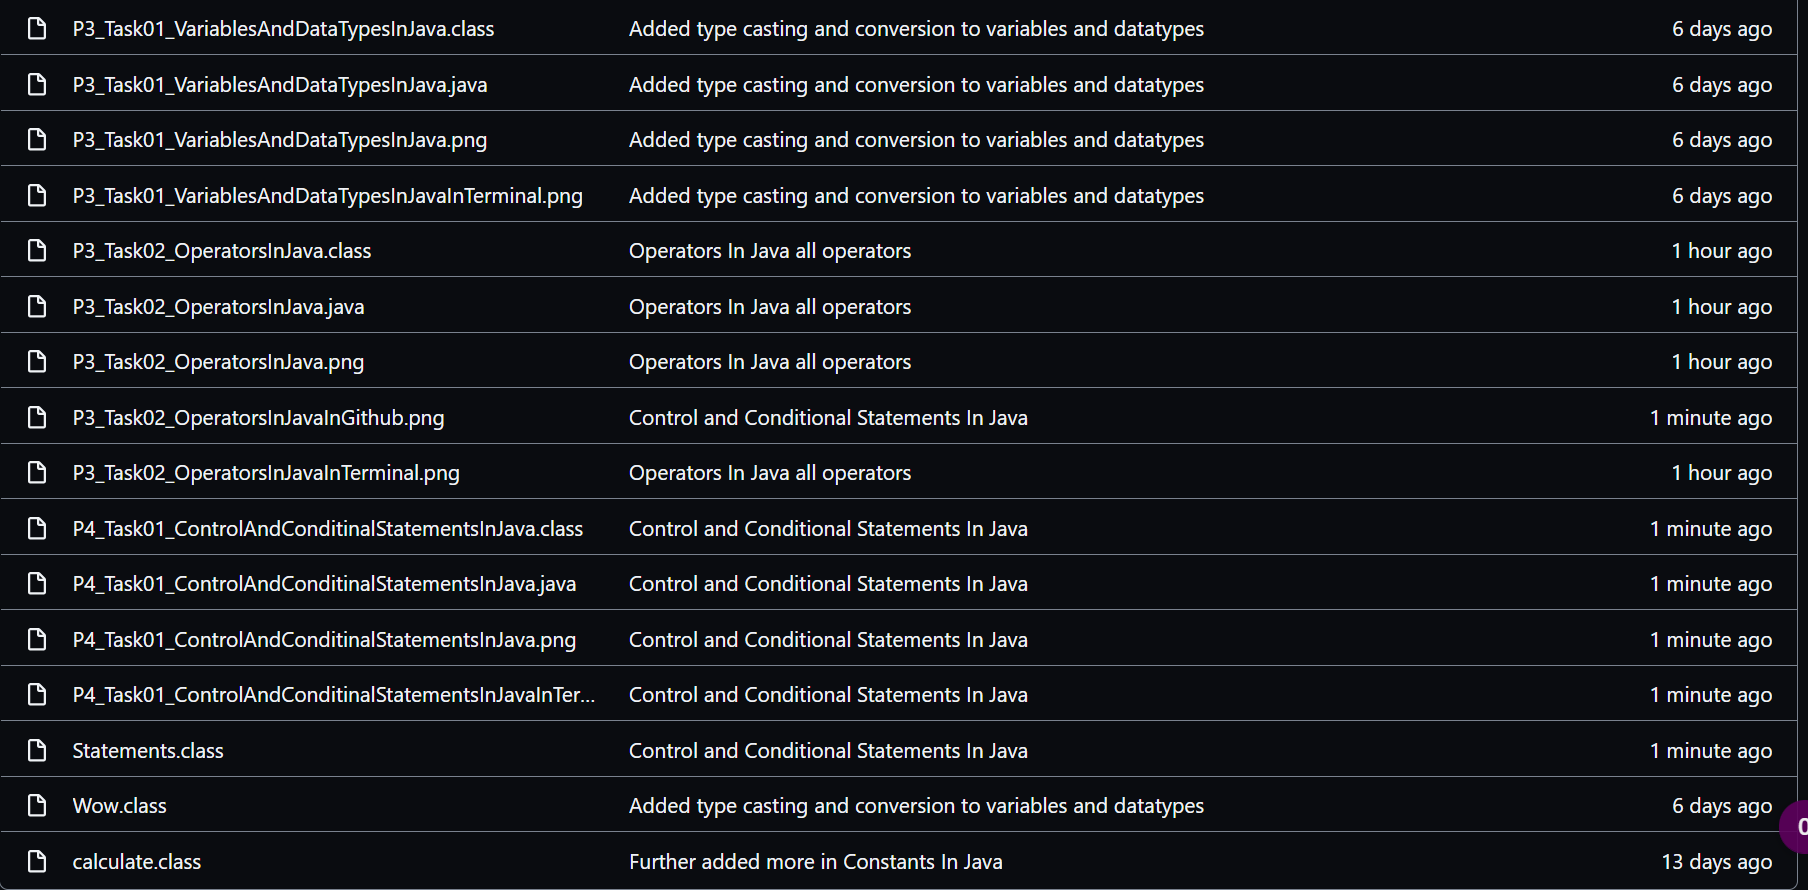 P3_Task01_VariablesAndDataTypesInJava.class Added type casting and conversion to variables and datatypes 6 days ago
P3_Task01_VariablesAndDataTypesInJava.java Added type casting and conversion to variables and datatypes 6 days ago
P3_Task01_VariablesAndDataTypesInJava.png Added type casting and conversion to variables and datatypes 6 days ago
P3_Task01_VariablesAndDataTypesInJavaInTerminal.png Added type casting and conversion to variables and datatypes 6 days ago
P3_Task02_OperatorsInJava.class Operators In Java all operators 1 hour ago
P3_Task02_OperatorsInJava.java Operators In Java all operators 1 hour ago
P3_Task02_OperatorsInJava.png Operators In Java all operators 1 hour ago
P3_Task02_OperatorsInJavaInGithub.png Control and Conditional Statements In Java 1 minute ago
P3_Task02_OperatorsInJavaInTerminal.png Operators In Java all operators 1 hour ago
P4_Task01_ControlAndConditinalStatementsInJava.class Control and Conditional Statements In Java 1 minute ago
P4_Task01_ControlAndConditinalStatementsInJava.java Control and Conditional Statements In Java 1 minute ago
P4_Task01_ControlAndConditinalStatementsInJava.png Control and Conditional Statements In Java 1 minute ago
P4_Task01_ControlAndConditinalStatementsInJavaInTer... Control and Conditional Statements In Java 1 minute ago
Statements.class Control and Conditional Statements In Java 1 minute ago
Wow.class Added type casting and conversion to variables and datatypes 6 days ago
calculate.class Further added more in Constants In Java 13 days ago